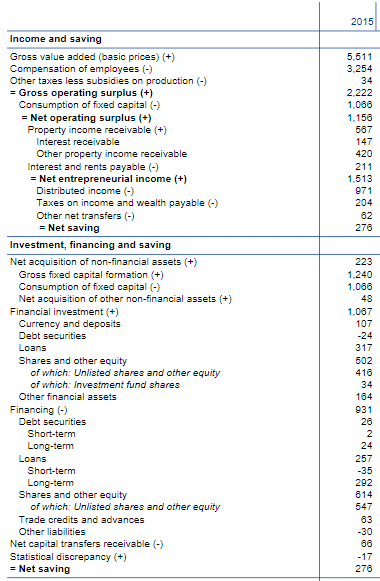 2015
Income and saving
Gross value added (basic prices) (+) 5,511
Compensation of employees (-) 3,254
Other taxes less subsidies on production (-) 34
= Gross operating surplus (+) 2,222
Consumption of fixed capital (-) 1,066
= Net operating surplus (+) 1,156
Property income receivable (+) 567
Interest receivable 147
Other property income receivable 420
Interest and rents payable (-) 211
= Net entrepreneurial income (+) 1,513
Distributed income (-) 971
Taxes on income and wealth payable (-) 204
Other net transfers (-) 62
= Net saving 276
Investment, financing and saving
Net acquisition of non-financial assets (+) 223
Gross fixed capital formation (+) 1,240
Consumption of fixed capital (-) 1,066
Net acquisition of other non-financial assets (+) 48
Financial investment (+) 1,067
Currency and deposits 107
Debt securities -24
Loans 317
Shares and other equity 502
of which: Unlisted shares and other equity 416
of which: Investment fund shares 34
Other financial assets 164
Financing (-) 931
Debt securities 26
Short-term 2
Long-term 24
Loans 257
Short-term -35
Long-term 292
Shares and other equity 614
of which: Unlisted shares and other equity 547
Trade credits and advances 63
Other liabilities -30
Net capital transfers receivable (-) 66
Statistical discrepancy (+) -17
= Net saving 276